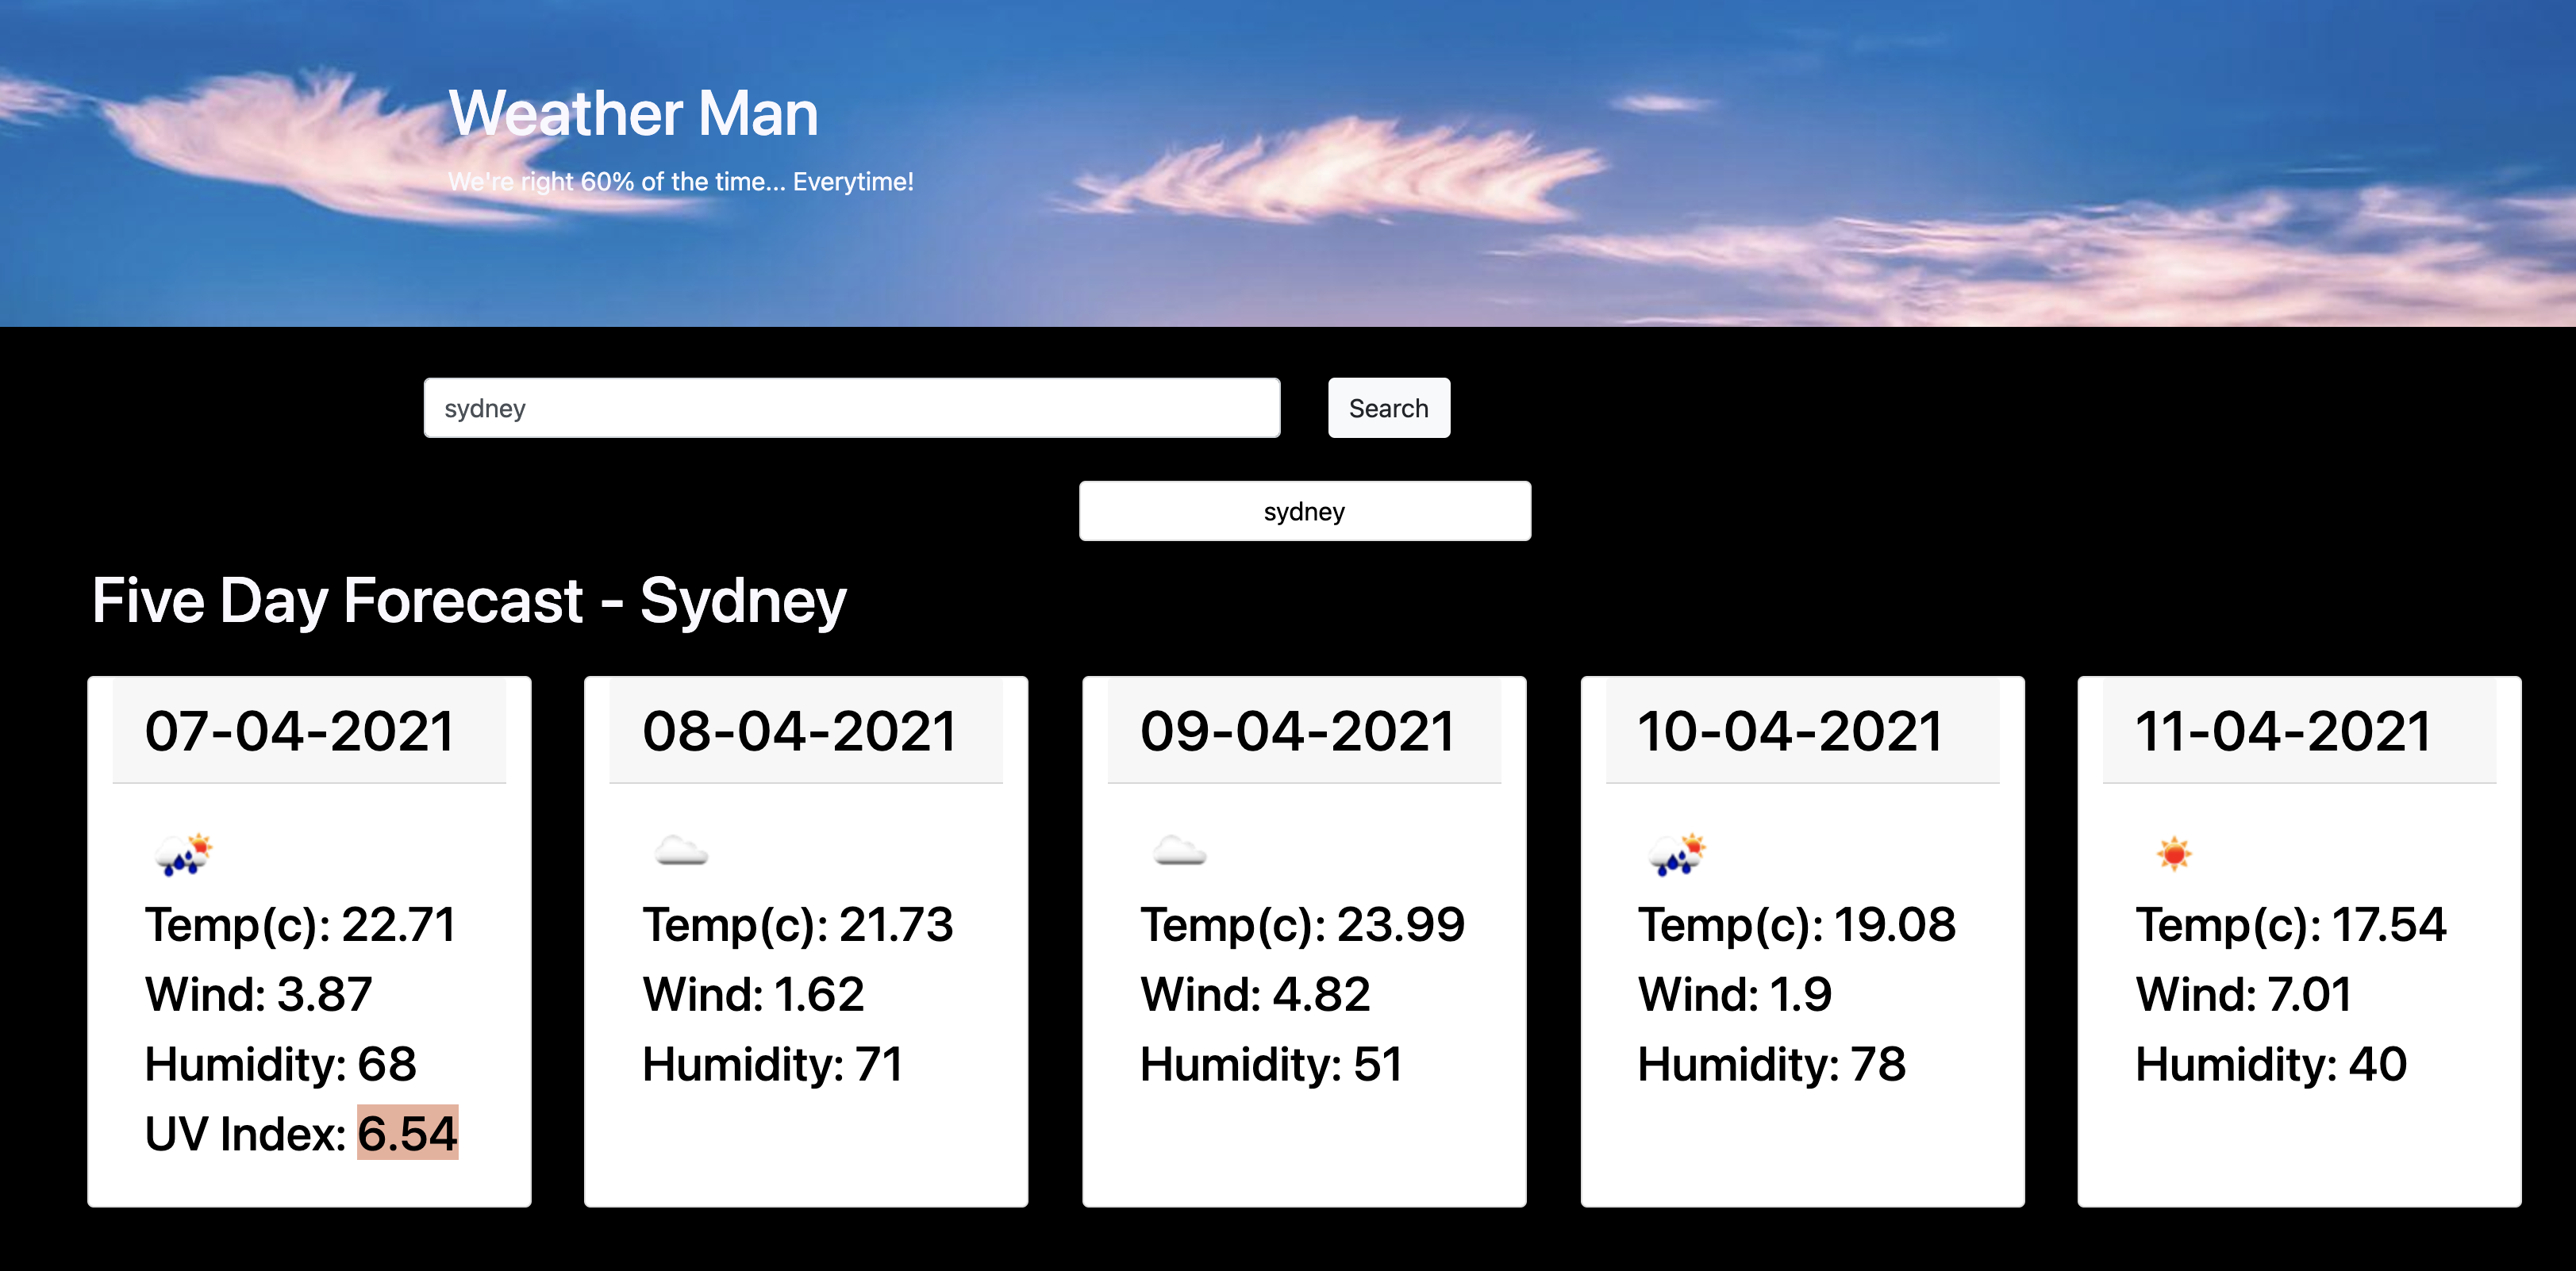 Weather Man
We're right 60% of the time... Everytime!
sydney
Search
sydney
Five Day Forecast - Sydney
07-04-2021
Temp(c): 22.71
Wind: 3.87
Humidity: 68
UV Index: 6.54
08-04-2021
Temp(c): 21.73
Wind: 1.62
Humidity: 71
09-04-2021
Temp(c): 23.99
Wind: 4.82
Humidity: 51
10-04-2021
Temp(c): 19.08
Wind: 1.9
Humidity: 78
11-04-2021
Temp(c): 17.54
Wind: 7.01
Humidity: 40